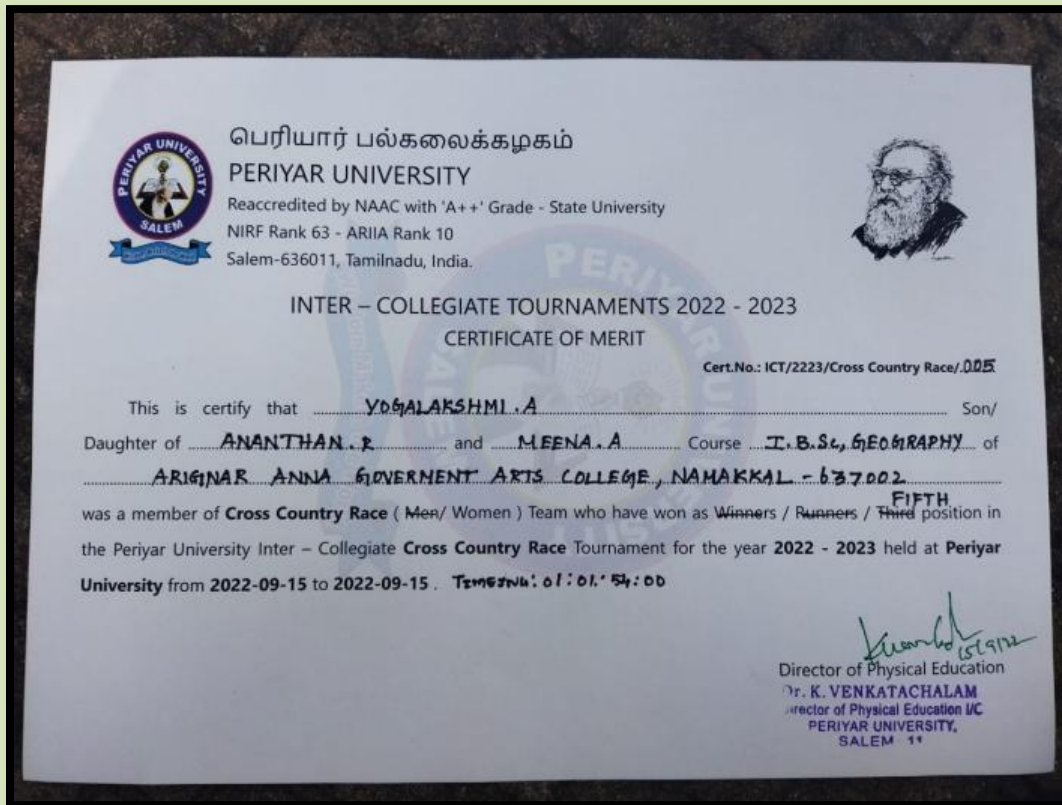 பெரியார் பல்கலைக்கழகம்
PERIYAR UNIVERSITY
Reaccredited by NAAC with 'A++' Grade - State University
NIRF Rank 63 - ARIIA Rank 10
Salem-636011, Tamilnadu, India.
PERIYAR UNIVERSITY
SALEM
INTER – COLLEGIATE TOURNAMENTS 2022 - 2023
CERTIFICATE OF MERIT
Cert.No.: ICT/2223/Cross Country Race/.005
This is certify that YOGALAKSHMI.A Son/
Daughter of ANANTHAN.R and MEENA.A Course I.B.Sc, GEOGRAPHY of
ARIGINAR ANNA GOVERMENT ARTS COLLEGE, NAMAKKAL - 637002
FIFTH
was a member of Cross Country Race ( Men/ Women ) Team who have won as Winners / Runners / Third position in
the Periyar University Inter – Collegiate Cross Country Race Tournament for the year 2022 - 2023 held at Periyar
University from 2022-09-15 to 2022-09-15 . TIMEING: 01:01:54:00
15/9/22
Director of Physical Education
Dr. K. VENKATACHALAM
Director of Physical Education I/C
PERIYAR UNIVERSITY,
SALEM 11